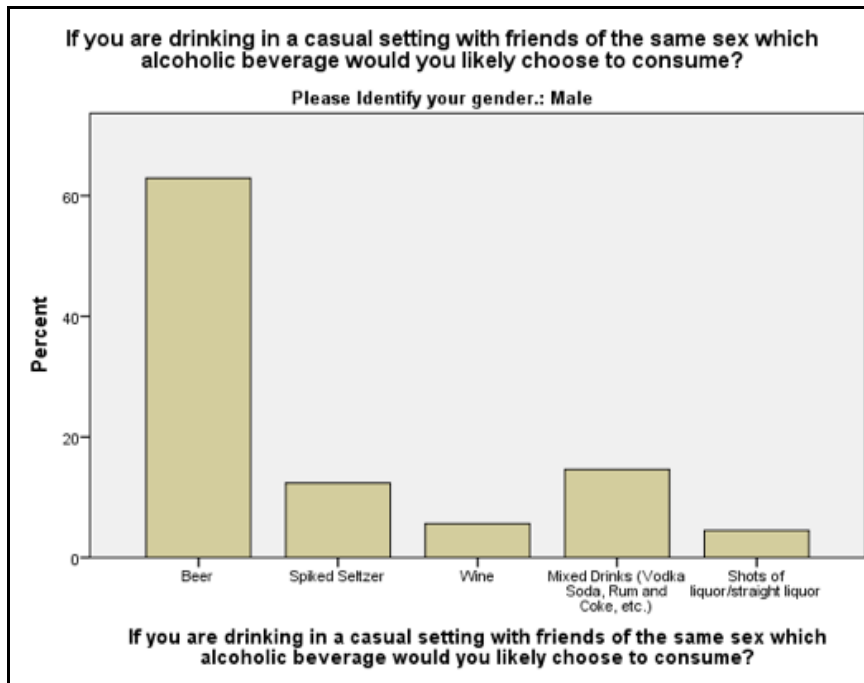 If you are drinking in a casual setting with friends of the same sex which
alcoholic beverage would you likely choose to consume?
Please Identify your gender.: Male
Percent
60
40
20
0
Beer
Spiked Seltzer
Wine
Mixed Drinks (Vodka
Soda, Rum and
Coke, etc.)
Shots of
liquor/straight liquor
If you are drinking in a casual setting with friends of the same sex which
alcoholic beverage would you likely choose to consume?